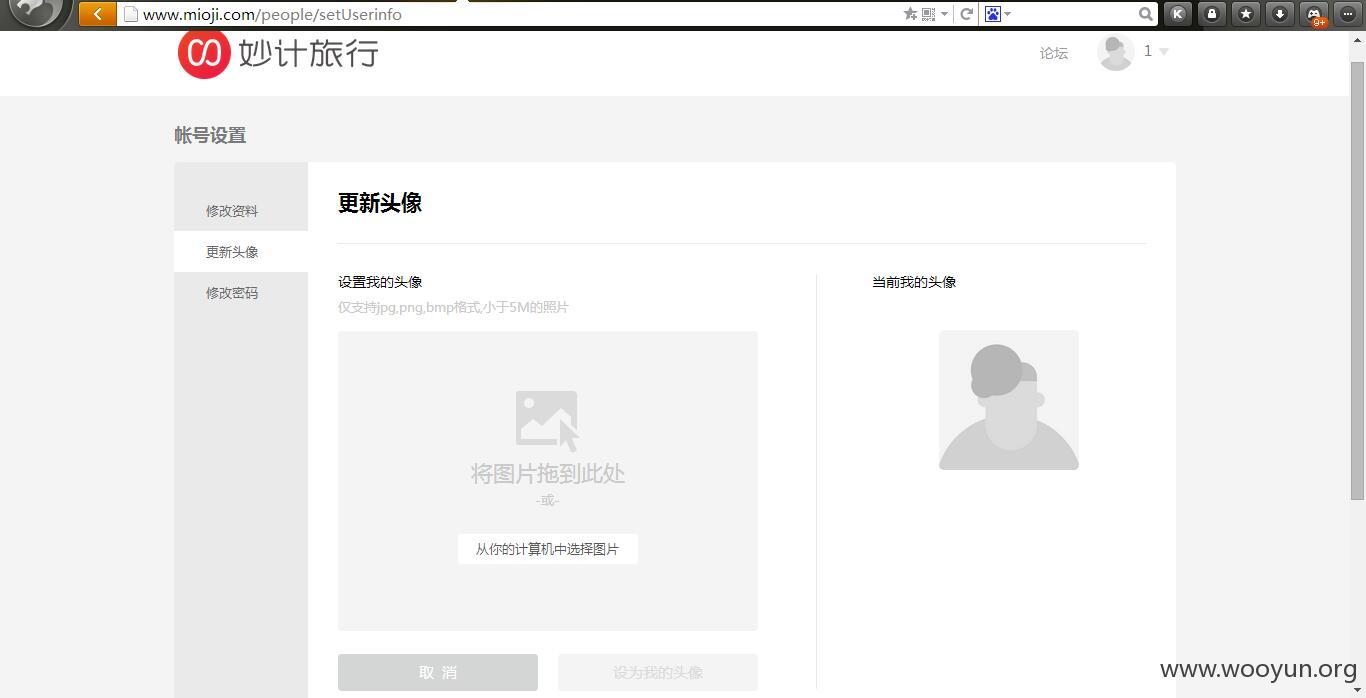 www.mioji.com/people/setUserinfo
K
9+
妙计旅行
论坛
1
帐号设置
修改资料
更新头像
修改密码
更新头像
设置我的头像
仅支持jpg,png,bmp格式,小于5M的照片
将图片拖到此处
-或-
从你的计算机中选择图片
取 消
设为我的头像
当前我的头像
www.wooyun.org